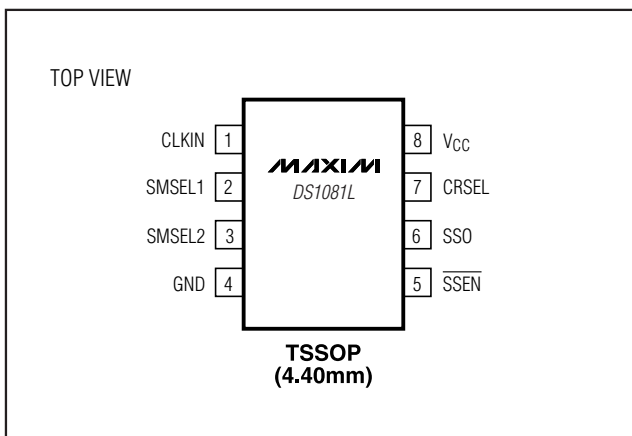 TOP VIEW
CLKIN 1
SMSEL1 2
SMSEL2 3
GND 4
MAXIM
DS1081L
8 VCC
7 CRSEL
6 SSO
5 SSEN
TSSOP
(4.40mm)